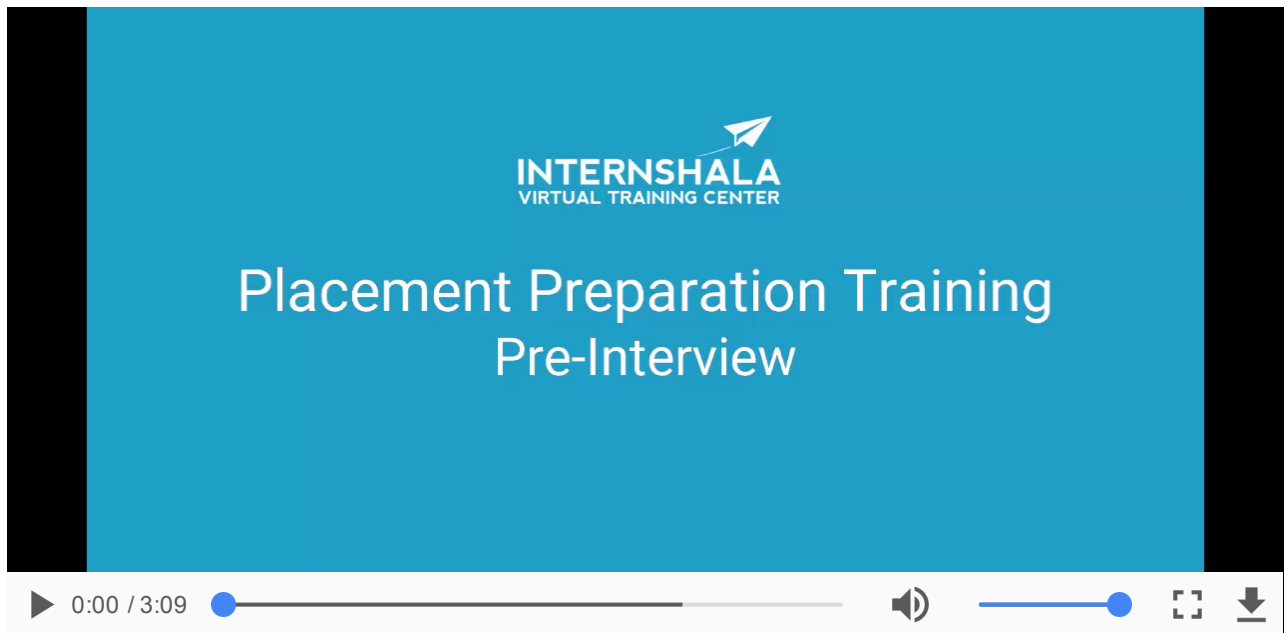 INTERNSHALA
VIRTUAL TRAINING CENTER
Placement Preparation Training
Pre-Interview
0:00 / 3:09